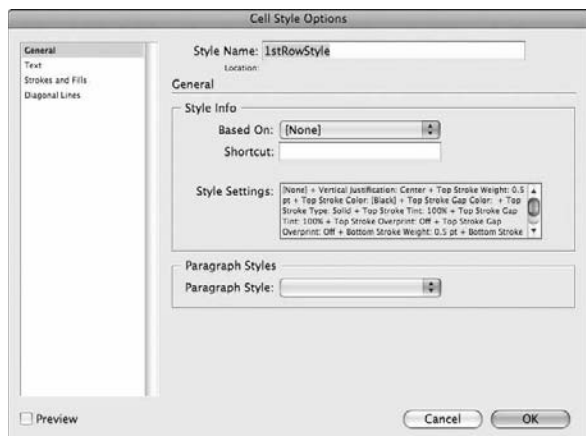 Cell Style Options
General
Text
Strokes and Fills
Diagonal Lines
Style Name: 1stRowStyle
Location:
General
Style Info
Based On: [None]
Shortcut:
Style Settings: [None] + Vertical Justification: Center + Top Stroke Weight: 0.5
pt + Top Stroke Color: [Black] + Top Stroke Gap Color: + Top
Stroke Type: Solid + Top Stroke Tint: 100% + Top Stroke Gap
Tint: 100% + Top Stroke Overprint: Off + Top Stroke Gap
Overprint: Off + Bottom Stroke Weight: 0.5 pt + Bottom Stroke
Paragraph Styles
Paragraph Style:
Preview
Cancel
OK